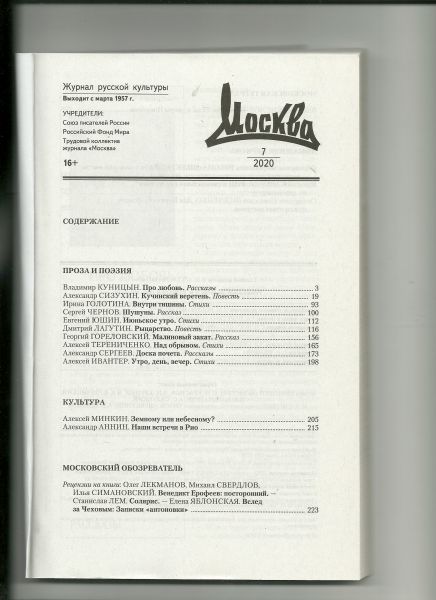 Журнал русской культуры
Выходит с марта 1957 г.
УЧРЕДИТЕЛИ:
Союз писателей России
Российский Фонд Мира
Трудовой коллектив
журнала «Москва»
16+
Москва
7
2020
СОДЕРЖАНИЕ
ПРОЗА И ПОЭЗИЯ
Владимир КУНИЦЫН. Про любовь. Рассказы 3
Александр СИЗУХИН. Кучинский веретень. Повесть 19
Ирина ГОЛОТИНА. Внутри тишины. Стихи 93
Сергей ЧЕРНОВ. Шушуны. Рассказ 100
Евгений ЮШИН. Июньское утро. Стихи 112
Дмитрий ЛАГУТИН. Рыцарство. Повесть 116
Георгий ГОРЕЛОВСКИЙ. Малиновый закат. Рассказ 156
Алексей ТЕРЕНИЧЕНКО. Над обрывом. Стихи 165
Александр СЕРГЕЕВ. Доска почета. Рассказы 173
Алексей ИВАНТЕР. Утро, день, вечер. Стихи 198
КУЛЬТУРА
Алексей МИНКИН. Земному или небесному? 205
Александр АННИН. Наши встречи в Рио 215
МОСКОВСКИЙ ОБОЗРЕВАТЕЛЬ
Рецензии на книги: Олег ЛЕКМАНОВ, Михаил СВЕРДЛОВ,
Илья СИМАНОВСКИЙ. Венедикт Ерофеев: посторонний. —
Станислав ЛЕМ. Солярис. — Елена ЯБЛОНСКАЯ. Вслед
за Чеховым: Записки «антоновки» 223